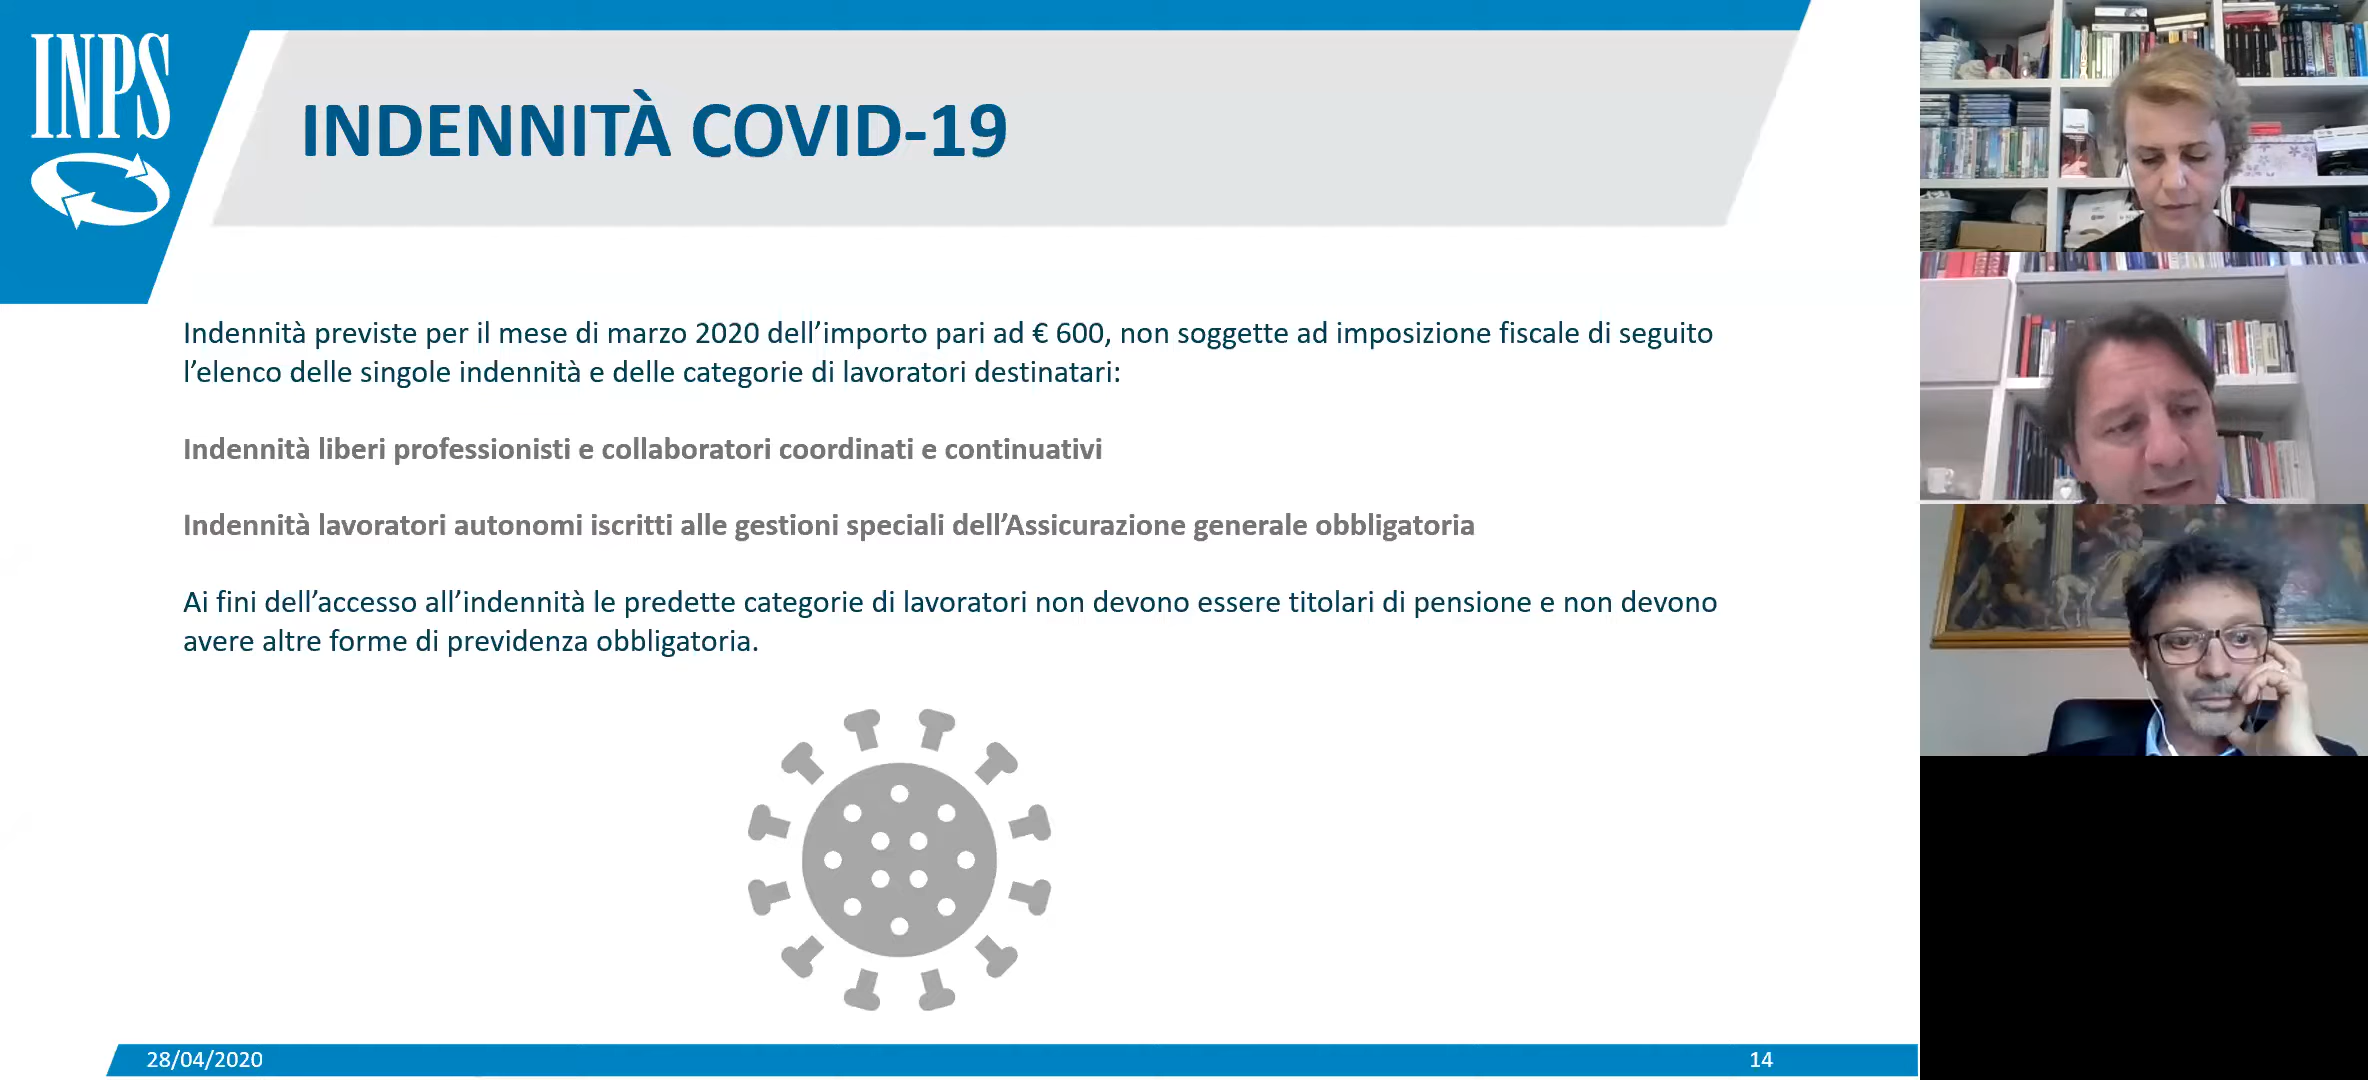 INPS
INDENNITÀ COVID-19
Indennità previste per il mese di marzo 2020 dell’importo pari ad € 600, non soggette ad imposizione fiscale di seguito
l’elenco delle singole indennità e delle categorie di lavoratori destinatari:
Indennità liberi professionisti e collaboratori coordinati e continuativi
Indennità lavoratori autonomi iscritti alle gestioni speciali dell’Assicurazione generale obbligatoria
Ai fini dell’accesso all’indennità le predette categorie di lavoratori non devono essere titolari di pensione e non devono
avere altre forme di previdenza obbligatoria.
28/04/2020
14